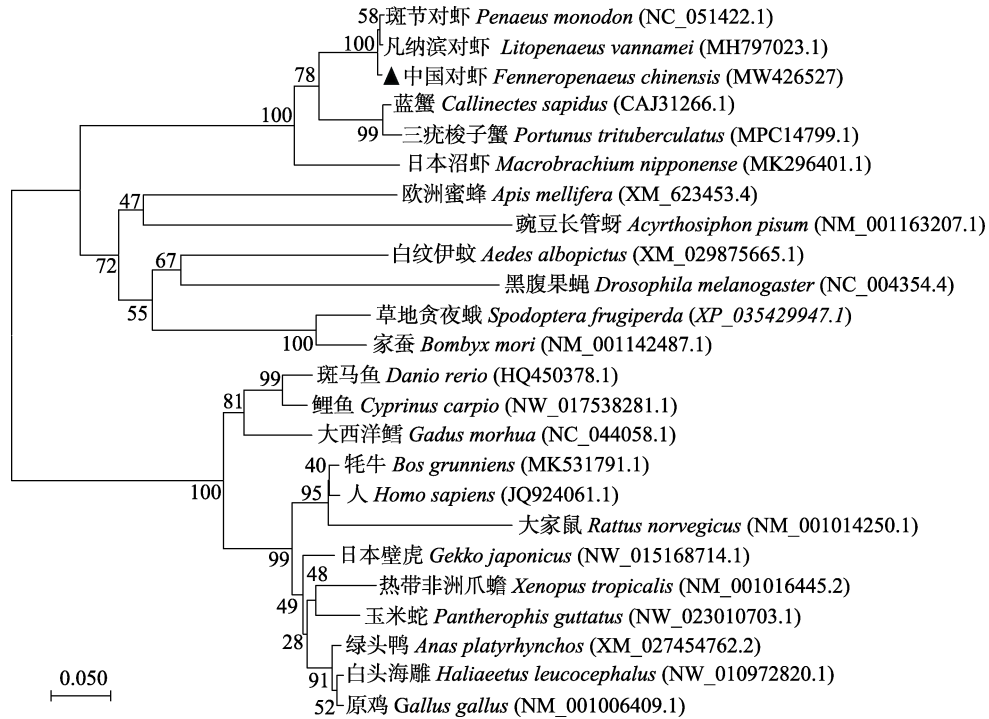 58 斑节对虾 Penaeus monodon (NC_051422.1)
100 凡纳滨对虾 Litopenaeus vannamei (MH797023.1)
78 ▲中国对虾 Fenneropenaeus chinensis (MW426527)
蓝蟹 Callinectes sapidus (CAJ31266.1)
100
99 三疣梭子蟹 Portunus trituberculatus (MPC14799.1)
日本沼虾 Macrobrachium nipponense (MK296401.1)
47 欧洲蜜蜂 Apis mellifera (XM_623453.4)
豌豆长管蚜 Acyrthosiphon pisum (NM_001163207.1)
72 67 白纹伊蚊 Aedes albopictus (XM_029875665.1)
黑腹果蝇 Drosophila melanogaster (NC_004354.4)
55 草地贪夜蛾 Spodoptera frugiperda (XP_035429947.1)
100 家蚕 Bombyx mori (NM_001142487.1)
99 斑马鱼 Danio rerio (HQ450378.1)
81 鲤鱼 Cyprinus carpio (NW_017538281.1)
大西洋鳕 Gadus morhua (NC_044058.1)
40 牦牛 Bos grunniens (MK531791.1)
100 95 人 Homo sapiens (JQ924061.1)
大家鼠 Rattus norvegicus (NM_001014250.1)
99 日本壁虎 Gekko japonicus (NW_015168714.1)
48 热带非洲爪蟾 Xenopus tropicalis (NM_001016445.2)
49 玉米蛇 Pantherophis guttatus (NW_023010703.1)
28 绿头鸭 Anas platyrhynchos (XM_027454762.2)
0.050 91 白头海雕 Haliaeetus leucocephalus (NW_010972820.1)
52 原鸡 Gallus gallus (NM_001006409.1)